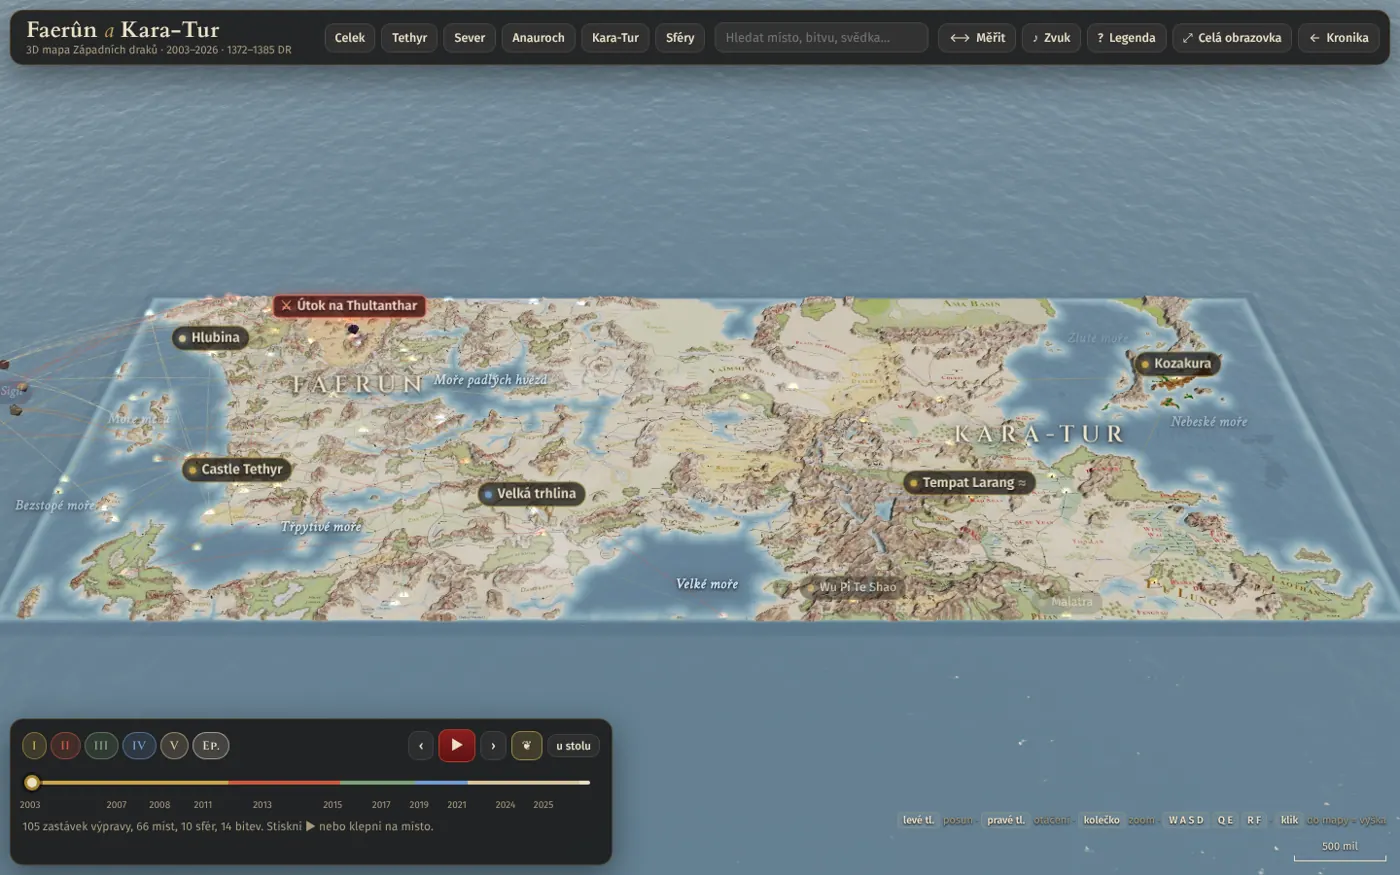 Faerûn a Kara-Tur
3D mapa Západních draků · 2003–2026 · 1372–1385 DR
Celek
Tethyr
Sever
Anauroch
Kara-Tur
Sféry
Hledat místo, bitvu, svědka…
⟷ Měřit
♪ Zvuk
? Legenda
⤢ Celá obrazovka
← Kronika
ASIA BASIN
⚔ Útok na Thultanthar
Hlubina
Žluté moře
Kozakura
FAERÛN
Moře padlých hvězd
Nebeské moře
KARA-TUR
Castle Tethyr
Tempat Larang ≈
Velká trhlina
Bezstopé moře
Třpytivé moře
Velké moře
Wu Pi Te Shao
Malatra
LUNG
I
II
III
IV
V
Ep.
‹
▶
›
❦
u stolu
2003
2007
2008
2011
2013
2015
2017
2019
2021
2024
2025
105 zastávek výpravy, 66 míst, 10 sfér, 14 bitev. Stiskni ▶ nebo klepni na místo.
levé tl. posun · pravé tl. otáčení · kolečko zoom · W A S D Q E R F · klik do mapy = výška
500 mil